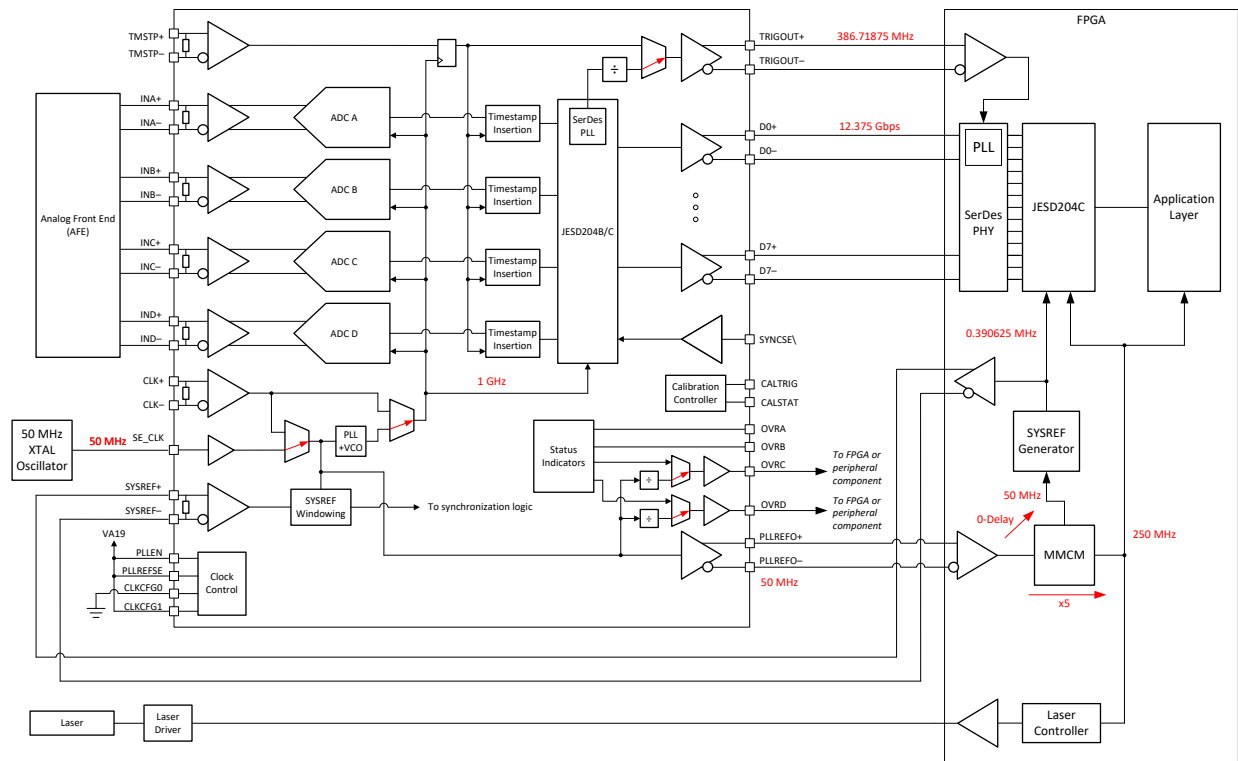 FPGA
TMSTP+
TMSTP–
TRIGOUT+
386.71875 MHz
TRIGOUT–
÷
INA+
INA–
ADC A
Timestamp
Insertion
SerDes
PLL
D0+
12.375 Gbps
D0–
PLL
INB+
INB–
ADC B
Timestamp
Insertion
Analog Front End
(AFE)
JESD204B/C
SerDes
PHY
JESD204C
Application
Layer
INC+
INC–
ADC C
Timestamp
Insertion
D7+
D7–
IND+
IND–
ADC D
Timestamp
Insertion
SYNCSE\
0.390625 MHz
CLK+
CLK–
1 GHz
Calibration
Controller
CALTRIG
CALSTAT
50 MHz
XTAL
Oscillator
50 MHz
SE_CLK
PLL
+VCO
Status
Indicators
OVRA
OVRB
OVRC
OVRD
÷
÷
To FPGA or
peripheral
component
To FPGA or
peripheral
component
SYSREF
Generator
SYSREF+
SYSREF–
SYSREF
Windowing
To synchronization logic
50 MHz
0-Delay
VA19
PLLEN
PLLREFSE
CLKCFG0
CLKCFG1
Clock
Control
PLLREFO+
PLLREFO–
50 MHz
MMCM
250 MHz
x5
Laser
Laser
Driver
Laser
Controller